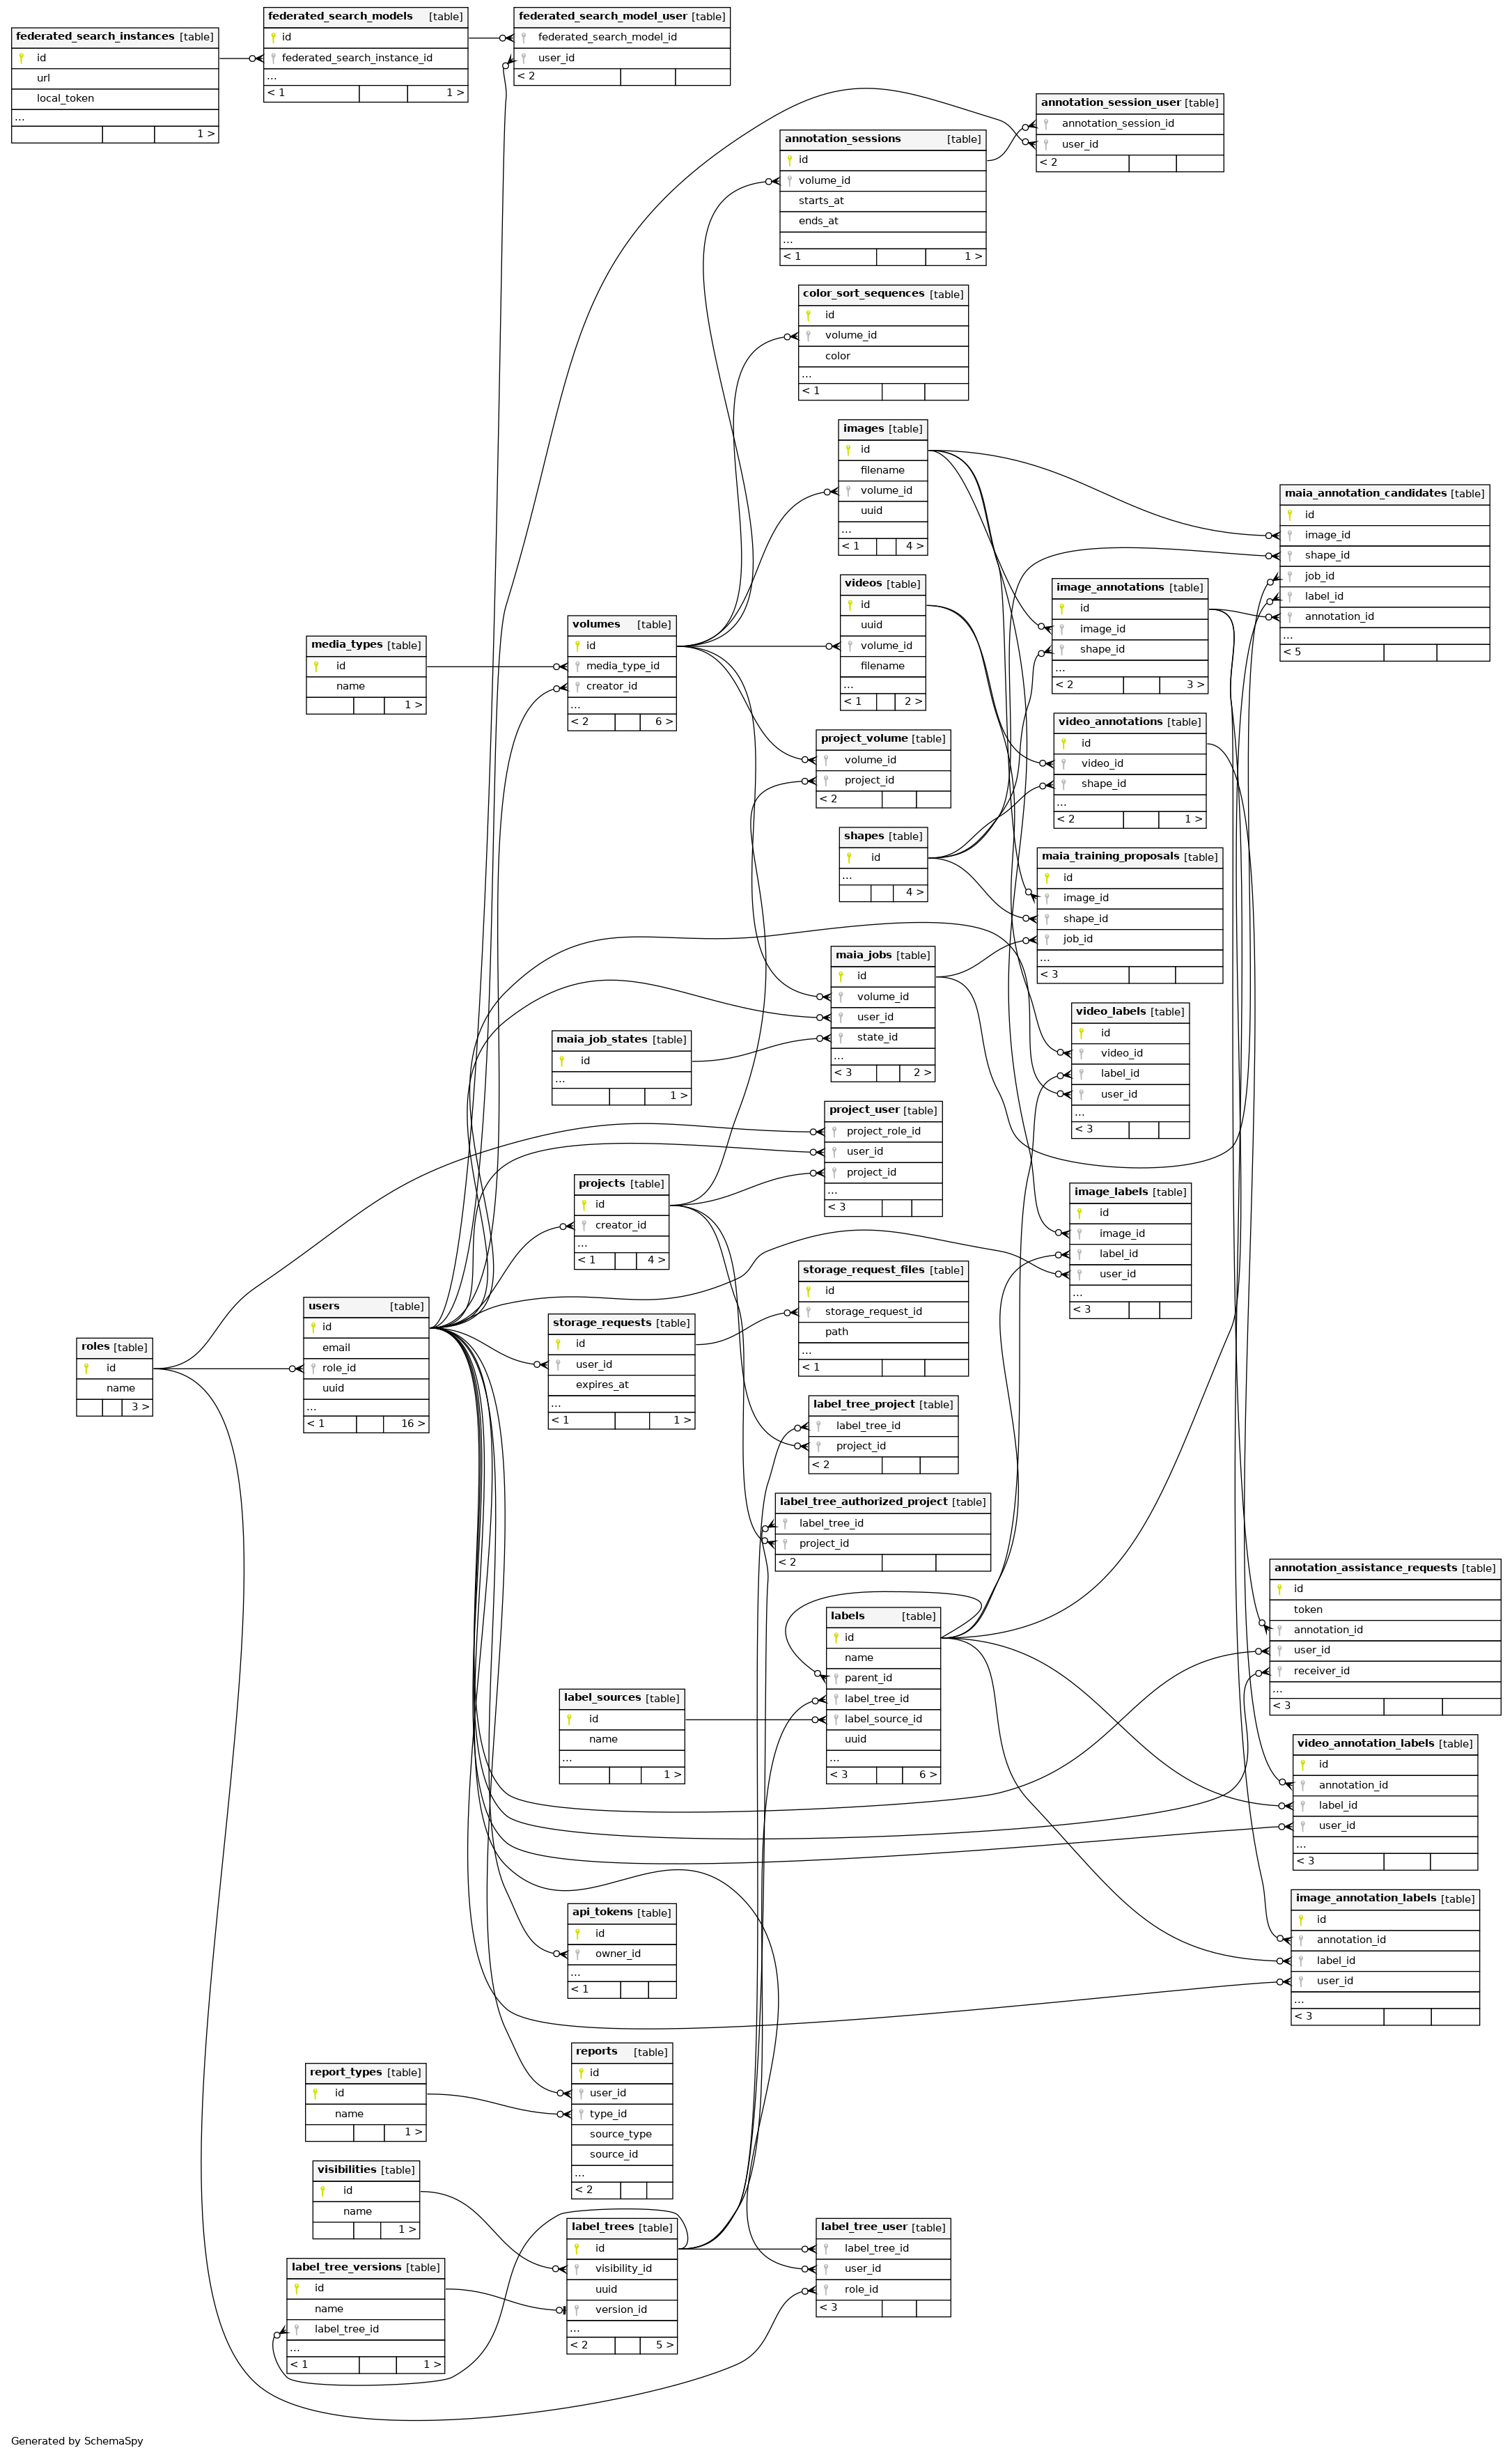 federated_search_instances [table]
id
url
local_token
...
1 >
federated_search_models [table]
id
federated_search_instance_id
...
< 1 1 >
federated_search_model_user [table]
federated_search_model_id
user_id
< 2
annotation_session_user [table]
annotation_session_id
user_id
< 2
annotation_sessions [table]
id
volume_id
starts_at
ends_at
...
< 1 1 >
color_sort_sequences [table]
id
volume_id
color
...
< 1
images [table]
id
filename
volume_id
uuid
...
< 1 4 >
maia_annotation_candidates [table]
id
image_id
shape_id
job_id
label_id
annotation_id
...
< 5
videos [table]
id
uuid
volume_id
filename
...
< 1 2 >
image_annotations [table]
id
image_id
shape_id
...
< 2 3 >
media_types [table]
id
name
1 >
volumes [table]
id
media_type_id
creator_id
...
< 2 6 >
video_annotations [table]
id
video_id
shape_id
...
< 2 1 >
project_volume [table]
volume_id
project_id
< 2
shapes [table]
id
...
4 >
maia_training_proposals [table]
id
image_id
shape_id
job_id
...
< 3
maia_jobs [table]
id
volume_id
user_id
state_id
...
< 3 2 >
video_labels [table]
id
video_id
label_id
user_id
...
< 3
maia_job_states [table]
id
...
1 >
project_user [table]
project_role_id
user_id
project_id
...
< 3
projects [table]
id
creator_id
...
< 1 4 >
image_labels [table]
id
image_id
label_id
user_id
...
< 3
storage_request_files [table]
id
storage_request_id
path
...
< 1
users [table]
id
email
role_id
uuid
...
< 1 16 >
roles [table]
id
name
3 >
storage_requests [table]
id
user_id
expires_at
...
< 1 1 >
label_tree_project [table]
label_tree_id
project_id
< 2
label_tree_authorized_project [table]
label_tree_id
project_id
< 2
annotation_assistance_requests [table]
id
token
annotation_id
user_id
receiver_id
...
< 3
labels [table]
id
name
parent_id
label_tree_id
label_source_id
uuid
...
< 3 6 >
label_sources [table]
id
name
...
1 >
video_annotation_labels [table]
id
annotation_id
label_id
user_id
...
< 3
image_annotation_labels [table]
id
annotation_id
label_id
user_id
...
< 3
api_tokens [table]
id
owner_id
...
< 1
reports [table]
id
user_id
type_id
source_type
source_id
...
< 2
report_types [table]
id
name
1 >
visibilities [table]
id
name
1 >
label_trees [table]
id
visibility_id
uuid
version_id
...
< 2 5 >
label_tree_user [table]
label_tree_id
user_id
role_id
< 3
label_tree_versions [table]
id
name
label_tree_id
...
< 1 1 >
Generated by SchemaSpy